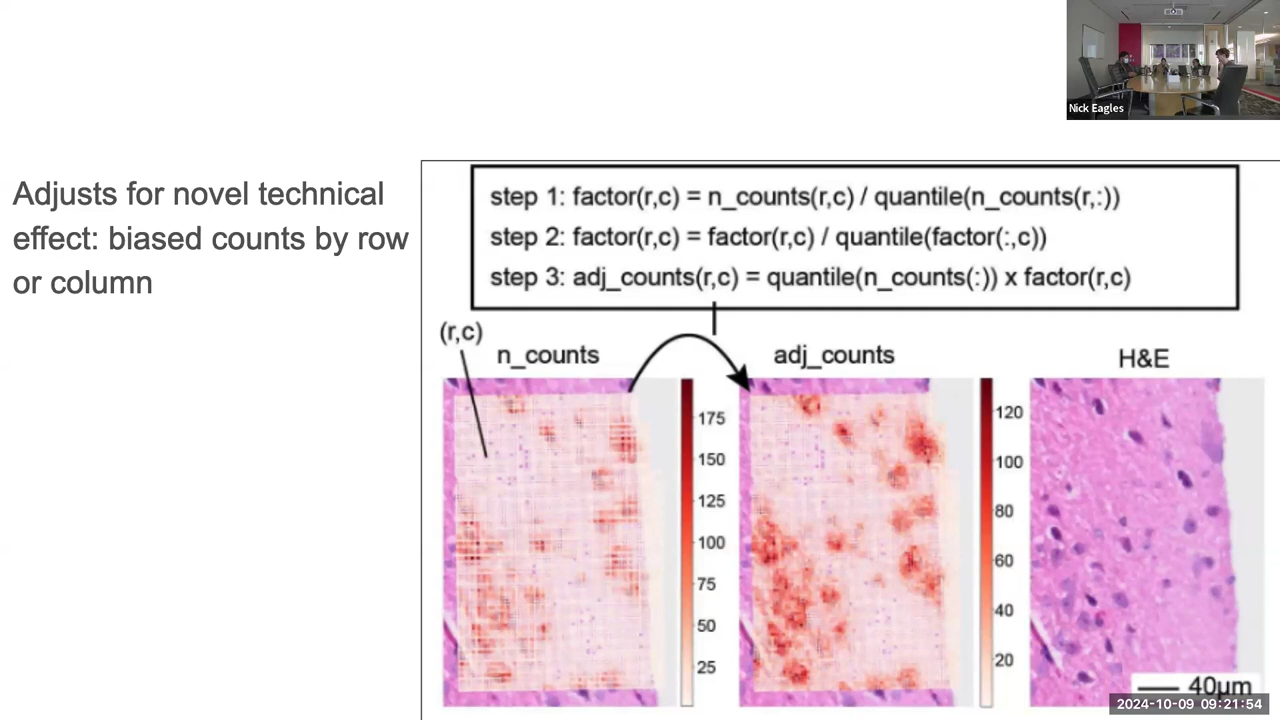 Nick Eagles
Adjusts for novel technical
effect: biased counts by row
or column
step 1: factor(r,c) = n_counts(r,c) / quantile(n_counts(r,:))
step 2: factor(r,c) = factor(r,c) / quantile(factor(:,c))
step 3: adj_counts(r,c) = quantile(n_counts(:)) x factor(r,c)
(r,c)
n_counts
adj_counts
H&E
175
150
125
100
75
50
25
120
100
80
60
40
20
40μm
2024-10-09 09:21:54